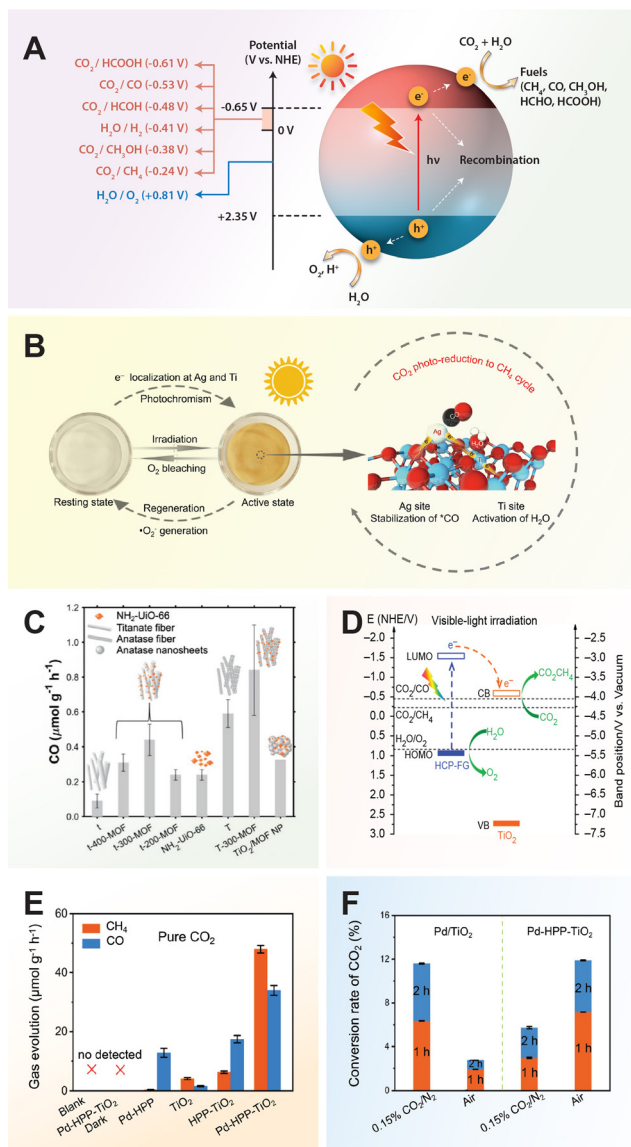 A
Potential
(V vs. NHE)
CO2/HCOOH (-0.61 V)
CO2/CO (-0.53 V)
CO2/HCOH (-0.48 V)
H2O/H2 (-0.41 V)
CO2/CH3OH (-0.38 V)
CO2/CH4 (-0.24 V)
H2O/O2 (+0.81 V)
-0.65 V
0 V
+2.35 V
CO2 + H2O
Fuels
(CH4, CO, CH3OH,
HCHO, HCOOH)
e-
e-
hν
Recombination
h+
h+
O2, H+
H2O
B
e− localization at Ag and Ti
Photochromism
Irradiation
O2 bleaching
Resting state
Active state
Regeneration
•O2− generation
CO2 photo-reduction to CH4 cycle
CO
Ag
H2O
Ti
Ag site
Stabilization of *CO
Ti site
Activation of H2O
C
CO (μmol g-1 h-1)
1.2
1.0
0.8
0.6
0.4
0.2
0.0
NH2-UiO-66
Titanate fiber
Anatase fiber
Anatase nanosheets
t
t-400-MOF
t-300-MOF
t-200-MOF
NH2-UiO-66
T
T-300-MOF
TiO2/MOF NP
D
E (NHE/V)
Visible-light irradiation
−2.0
−1.5
−1.0
−0.5
0.0
0.5
1.0
1.5
2.0
2.5
3.0
LUMO
e−
e−
CB
CO2/CO
CO2/CH4
H2O/O2
HOMO
HCP-FG
VB
TiO2
CO2CH4
CO2
H2O
O2
−2.5
−3.0
−3.5
−4.0
−4.5
−5.0
−5.5
−6.0
−6.5
−7.0
−7.5
Band position/V vs. Vacuum
E
Gas evolution (μmol g-1 h-1)
60
40
20
0
CH4
CO
Pure CO2
no detected
Blank
Pd-HPP-TiO2
Dark
Pd-HPP
TiO2
HPP-TiO2
Pd-HPP-TiO2
F
Conversion rate of CO2 (%)
16
12
8
4
0
Pd/TiO2
Pd-HPP-TiO2
2 h
1 h
2 h
1 h
2 h
1 h
2 h
1 h
0.15% CO2/N2
Air
0.15% CO2/N2
Air